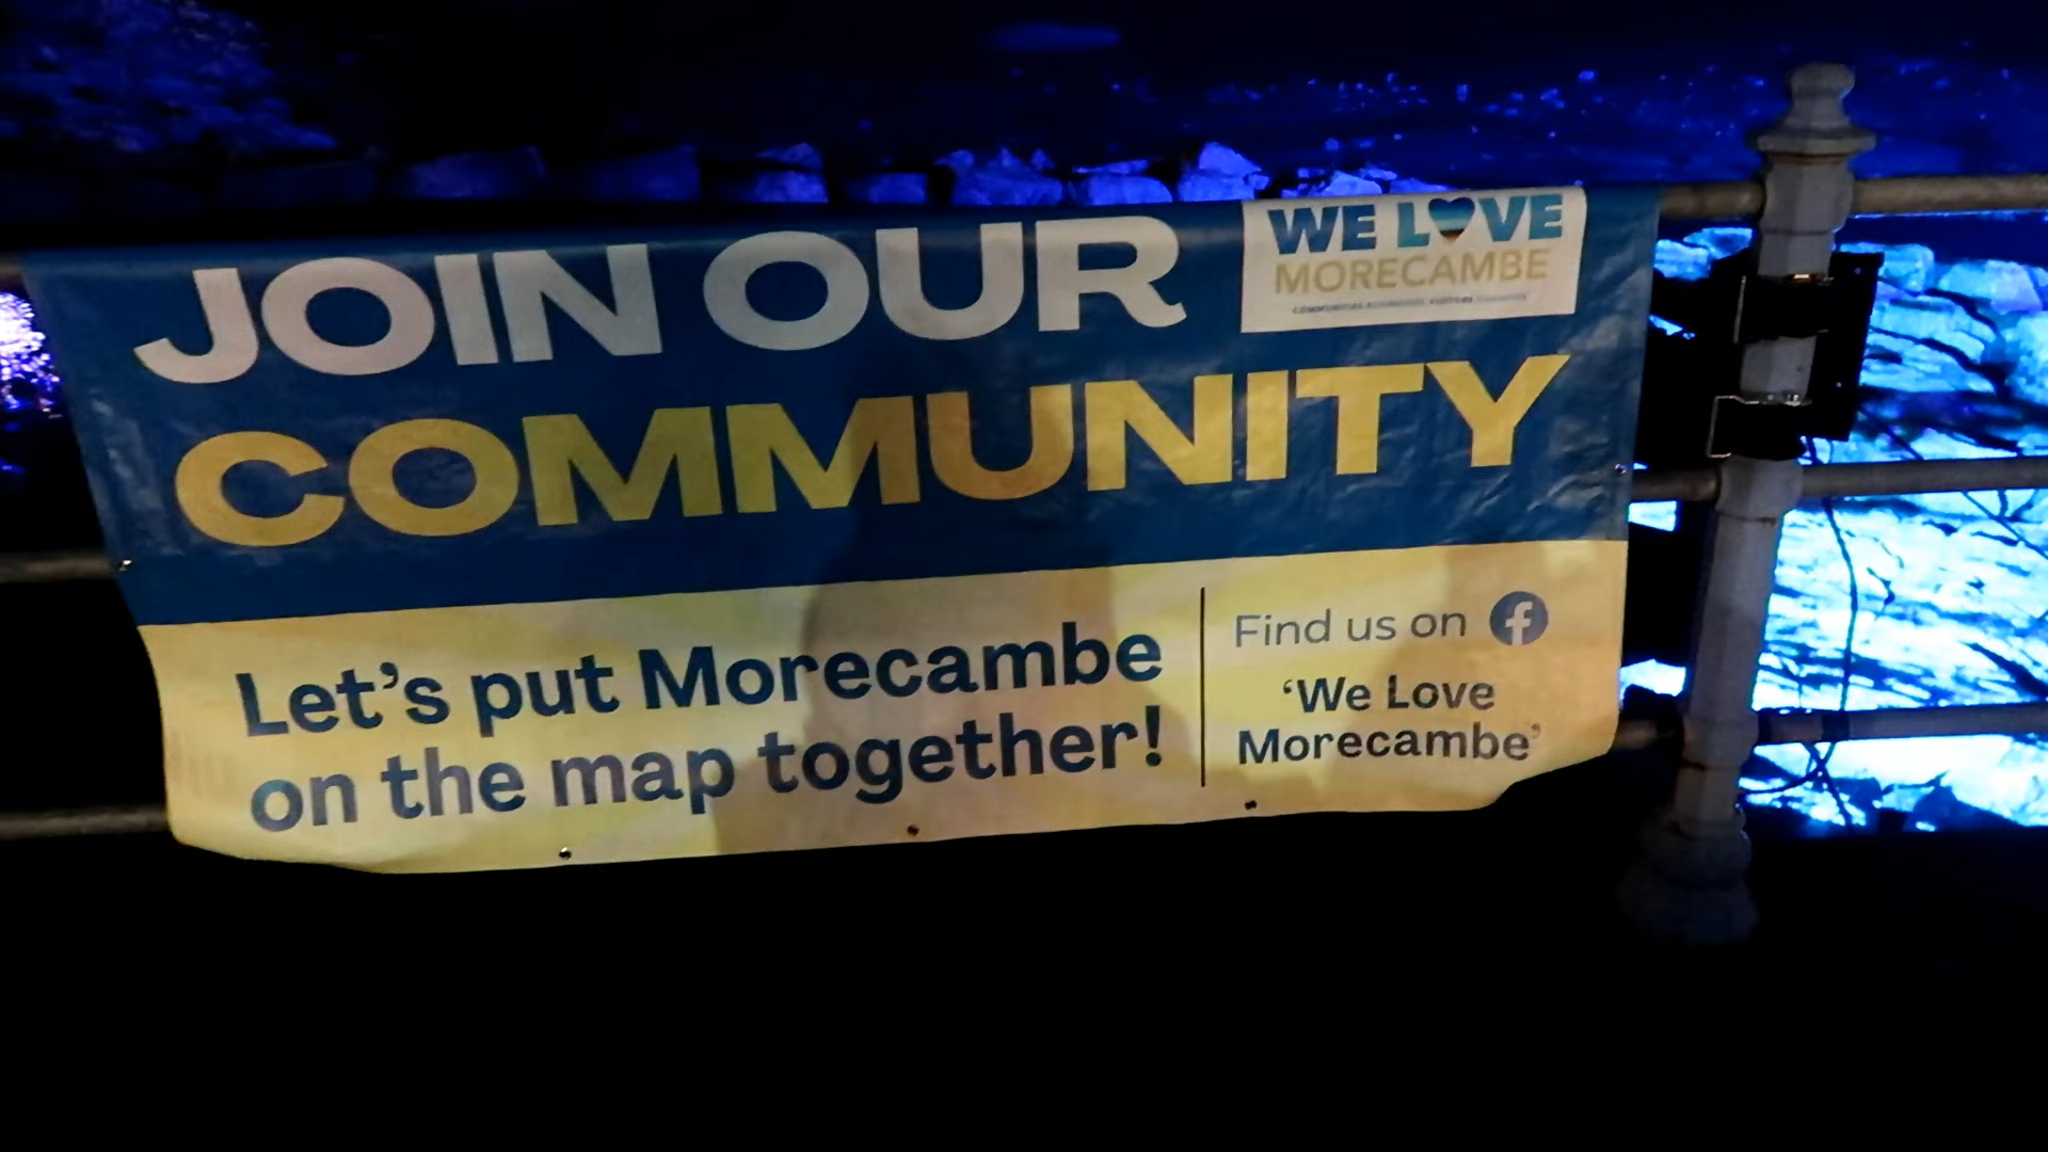 JOIN OUR
WE LOVE
MORECAMBE
COMMUNITY
Let's put Morecambe
on the map together!
Find us on
'We Love
Morecambe'